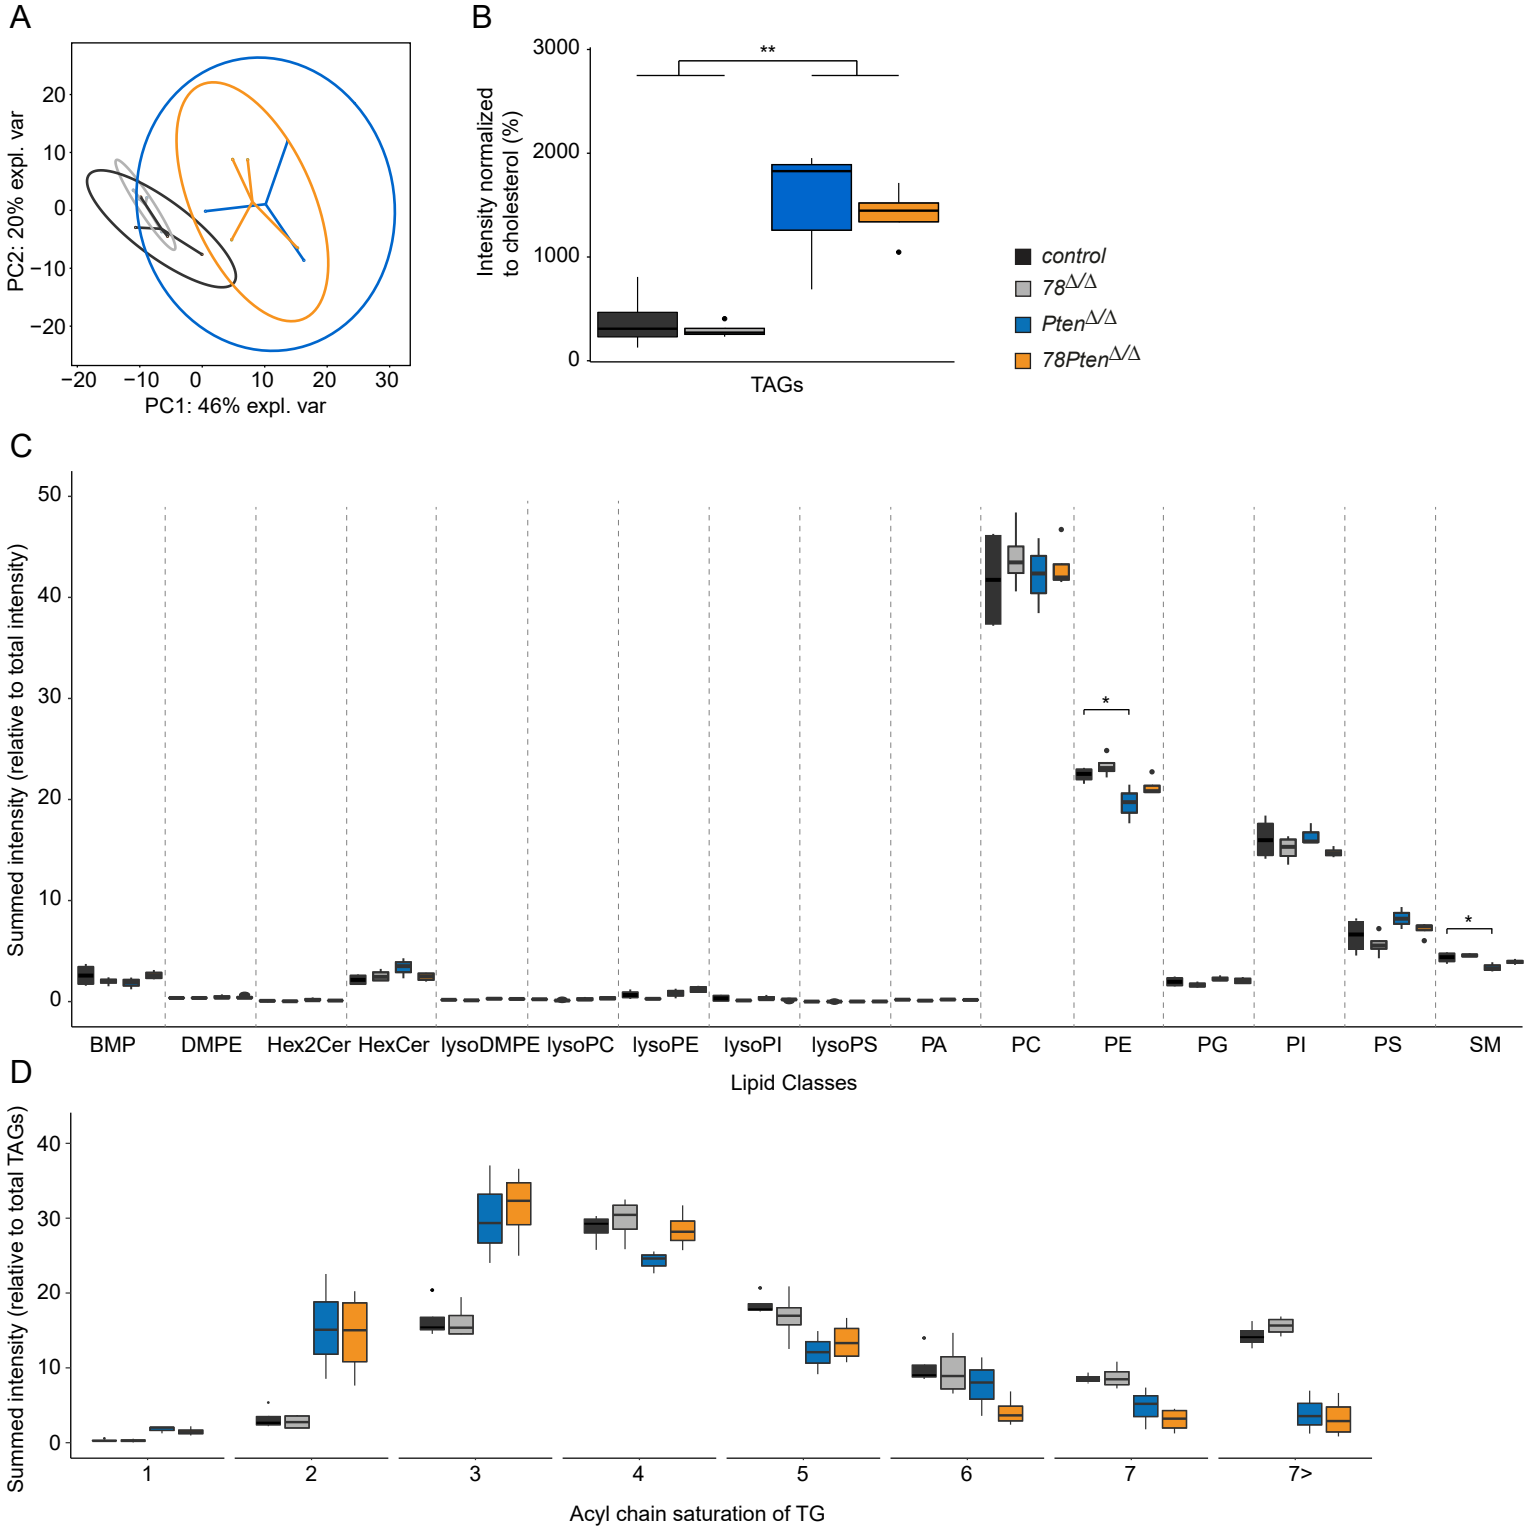 A
PC2: 20% expl. var
20
10
0
−10
−20
−20 −10 0 10 20 30
PC1: 46% expl. var
B
Intensity normalized
to cholesterol (%)
3000
2000
1000
0
**
TAGs
control
78Δ/Δ
PtenΔ/Δ
78PtenΔ/Δ
C
Summed intensity (relative to total intensity)
50
40
30
20
10
0
*
*
BMP DMPE Hex2Cer HexCer lysoDMPE lysoPC lysoPE lysoPI lysoPS PA PC PE PG PI PS SM
Lipid Classes
D
Summed intensity (relative to total TAGs)
40
30
20
10
0
1 2 3 4 5 6 7 7>
Acyl chain saturation of TG